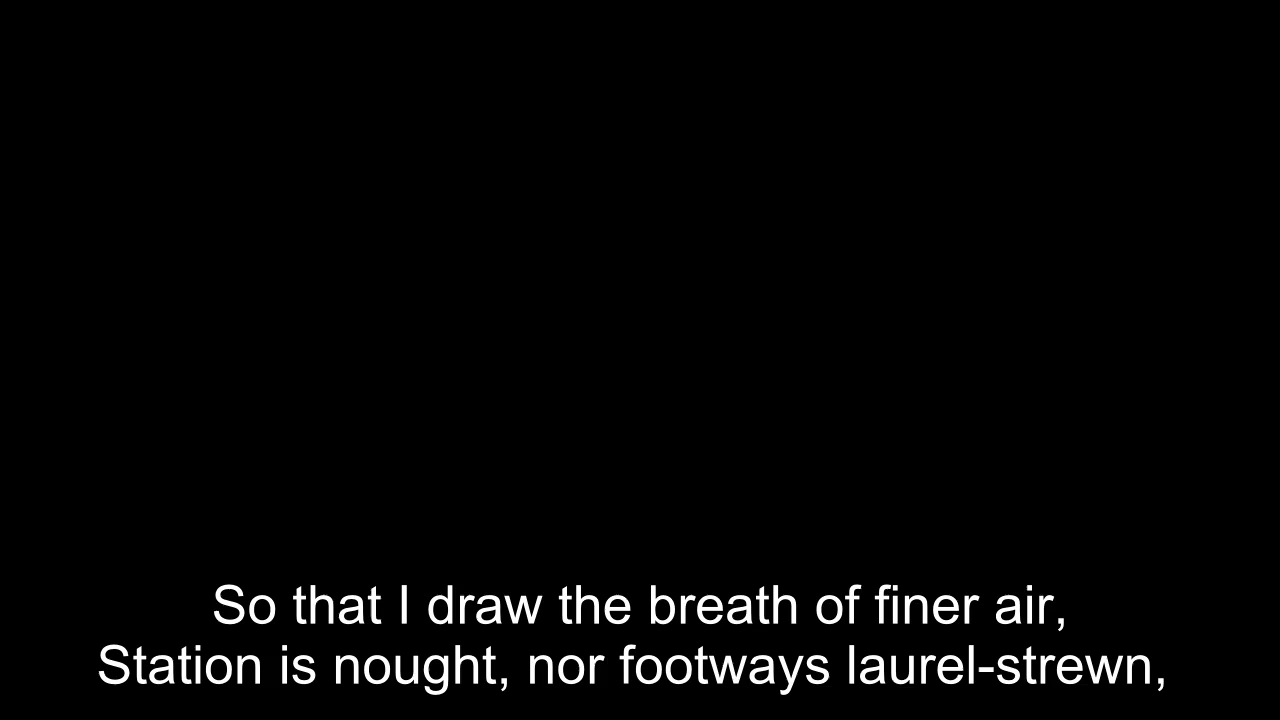 So that I draw the breath of finer air,
Station is nought, nor footways laurel-strewn,